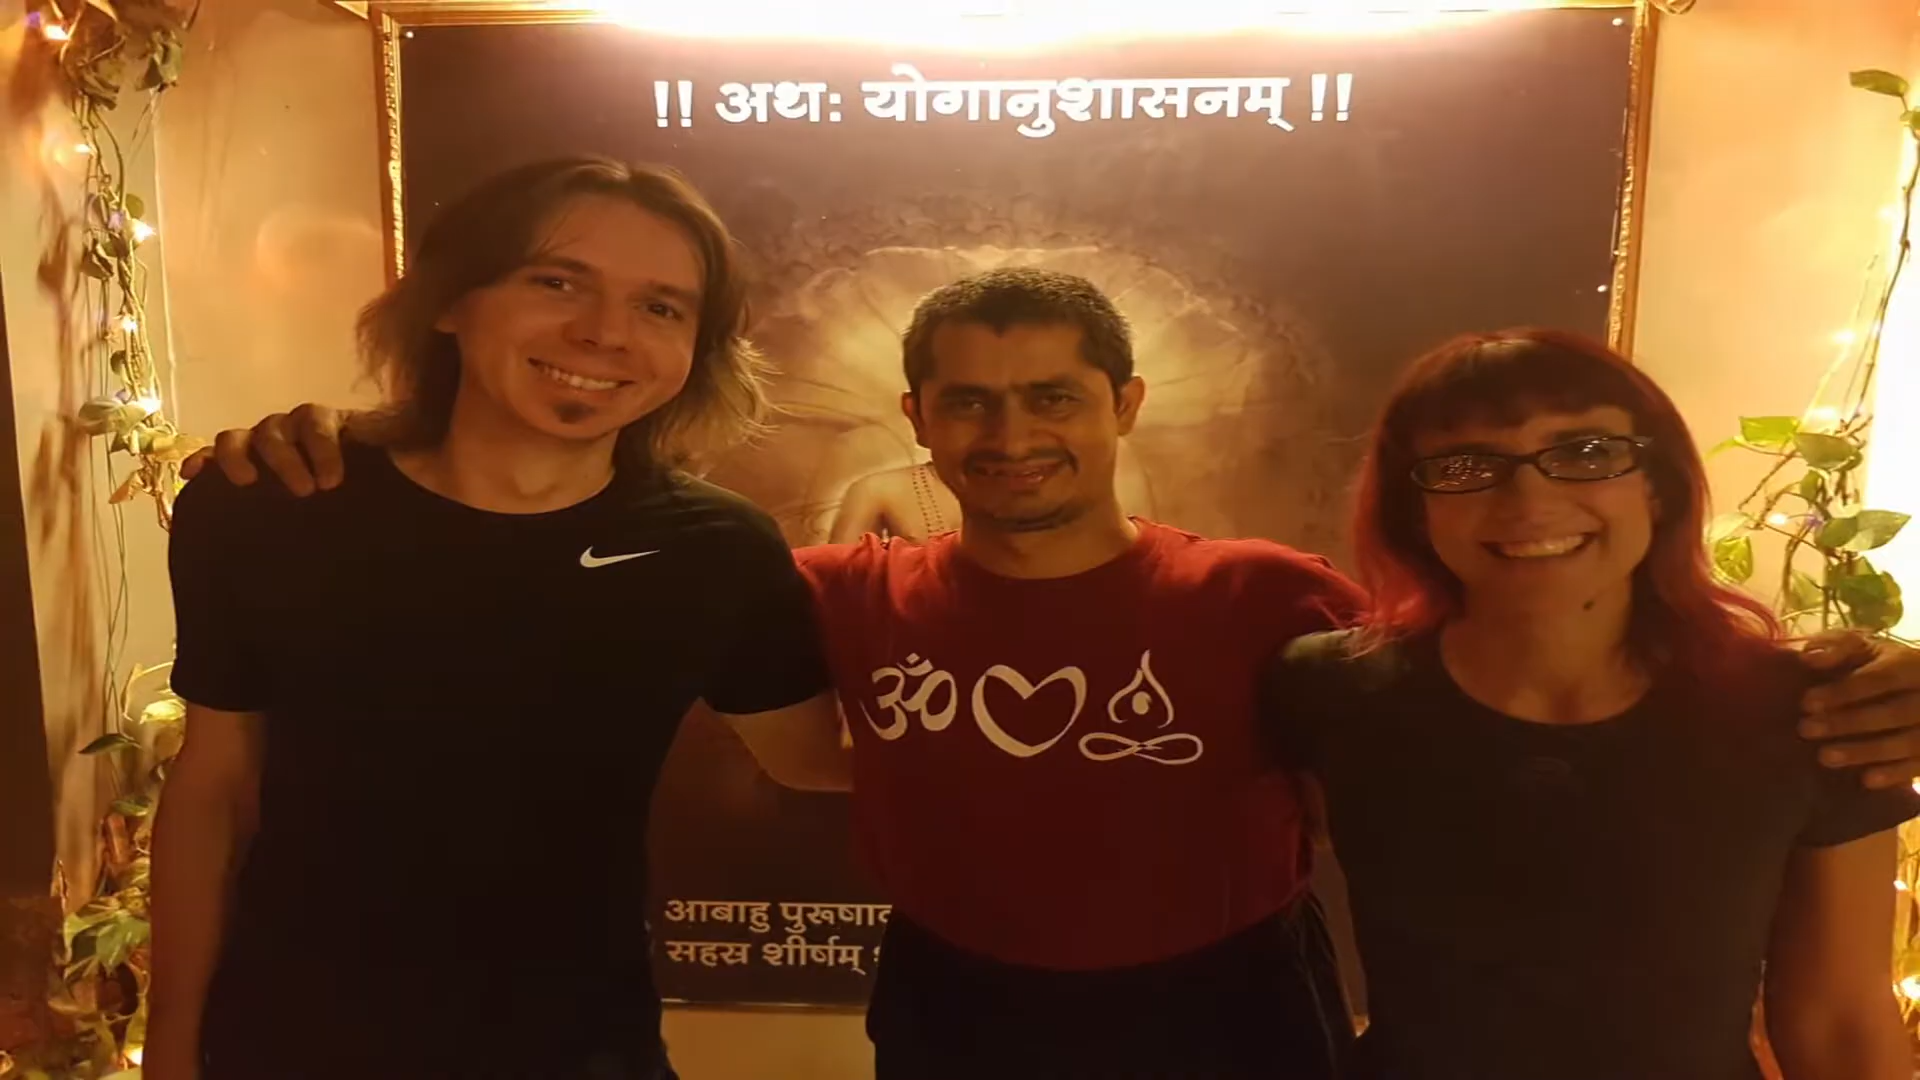 !! अथ: योगानुशासनम् !!
ॐ
आबाहु
सहस्र शीर्षम्